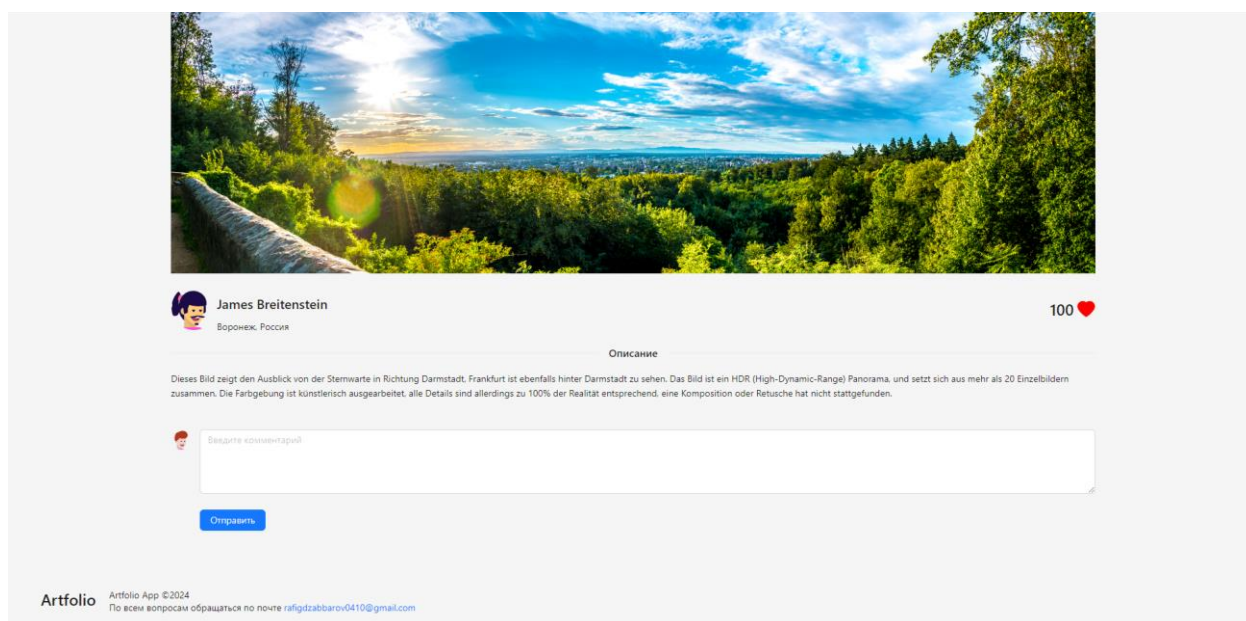 James Breitenstein
100
Воронеж, Россия
Описание
Dieses Bild zeigt den Ausblick von der Sternwarte in Richtung Darmstadt, Frankfurt ist ebenfalls hinter Darmstadt zu sehen. Das Bild ist ein HDR (High-Dynamic-Range) Panorama, und setzt sich aus mehr als 20 Einzelbildern
zusammen. Die Farbgebung ist künstlerisch ausgearbeitet, alle Details sind allerdings zu 100% der Realität entsprechend, eine Komposition oder Retusche hat nicht stattgefunden.
Введите комментарий
Отправить
Artfolio
Artfolio App ©2024
По всем вопросам обращаться по почте rafigdzabbarov0410@gmail.com